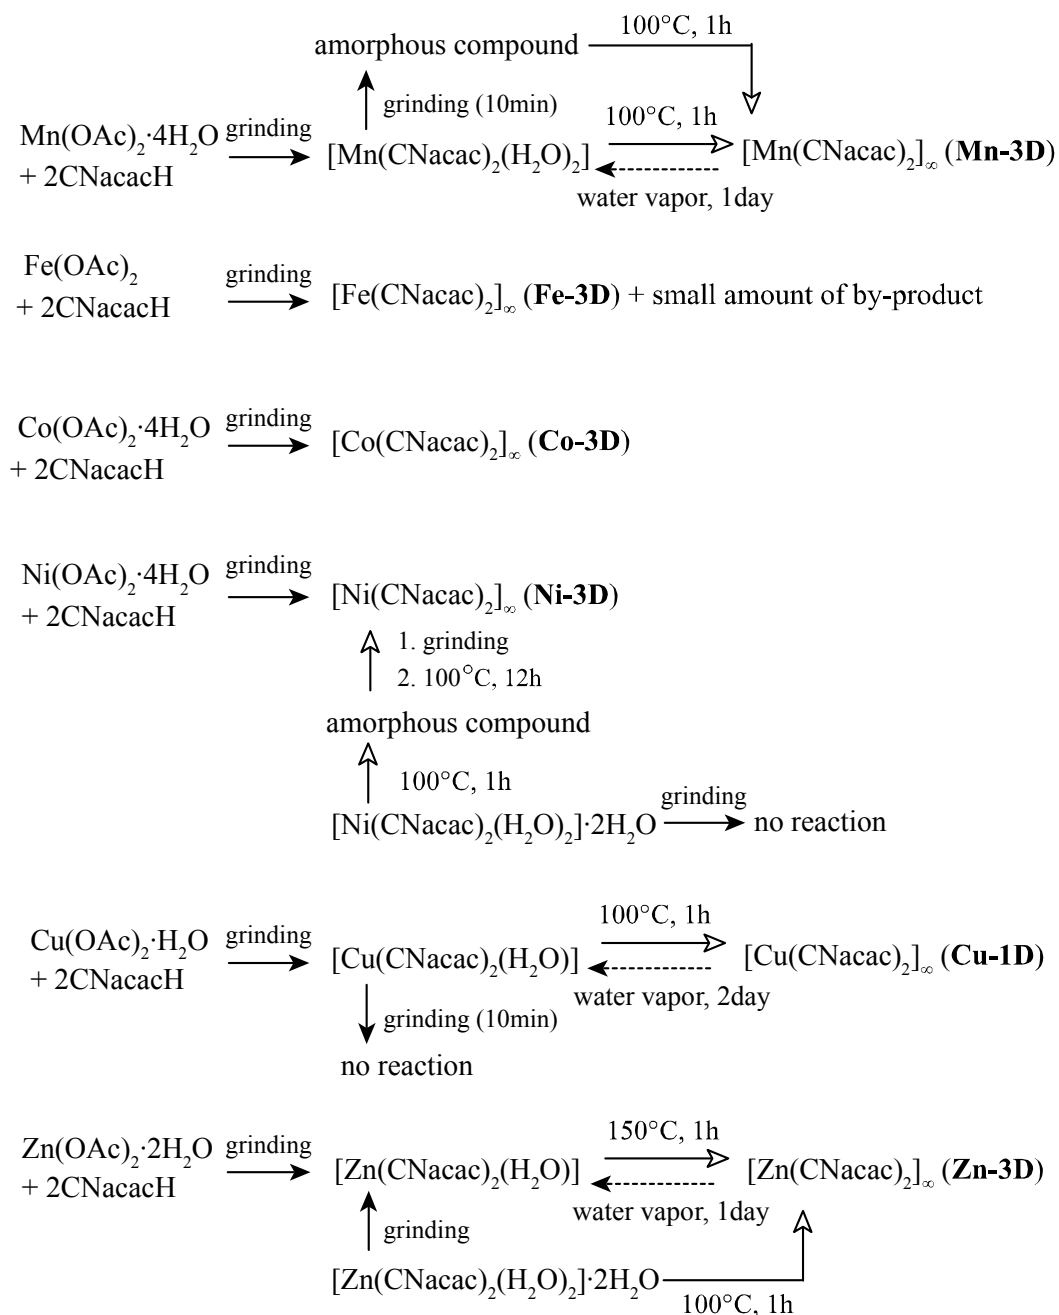 100°C, 1h
amorphous compound
grinding (10min)
100°C, 1h
Mn(OAc)₂·4H₂O
+ 2CNacacH
grinding
[Mn(CNacac)₂(H₂O)₂]
[Mn(CNacac)₂]∞ (Mn-3D)
water vapor, 1day
Fe(OAc)₂
+ 2CNacacH
grinding
[Fe(CNacac)₂]∞ (Fe-3D) + small amount of by-product
Co(OAc)₂·4H₂O
+ 2CNacacH
grinding
[Co(CNacac)₂]∞ (Co-3D)
Ni(OAc)₂·4H₂O
+ 2CNacacH
grinding
[Ni(CNacac)₂]∞ (Ni-3D)
1. grinding
2. 100°C, 12h
amorphous compound
100°C, 1h
[Ni(CNacac)₂(H₂O)₂]·2H₂O
grinding
no reaction
100°C, 1h
Cu(OAc)₂·H₂O
+ 2CNacacH
grinding
[Cu(CNacac)₂(H₂O)]
[Cu(CNacac)₂]∞ (Cu-1D)
water vapor, 2day
grinding (10min)
no reaction
150°C, 1h
Zn(OAc)₂·2H₂O
+ 2CNacacH
grinding
[Zn(CNacac)₂(H₂O)]
[Zn(CNacac)₂]∞ (Zn-3D)
water vapor, 1day
grinding
[Zn(CNacac)₂(H₂O)₂]·2H₂O
100°C, 1h